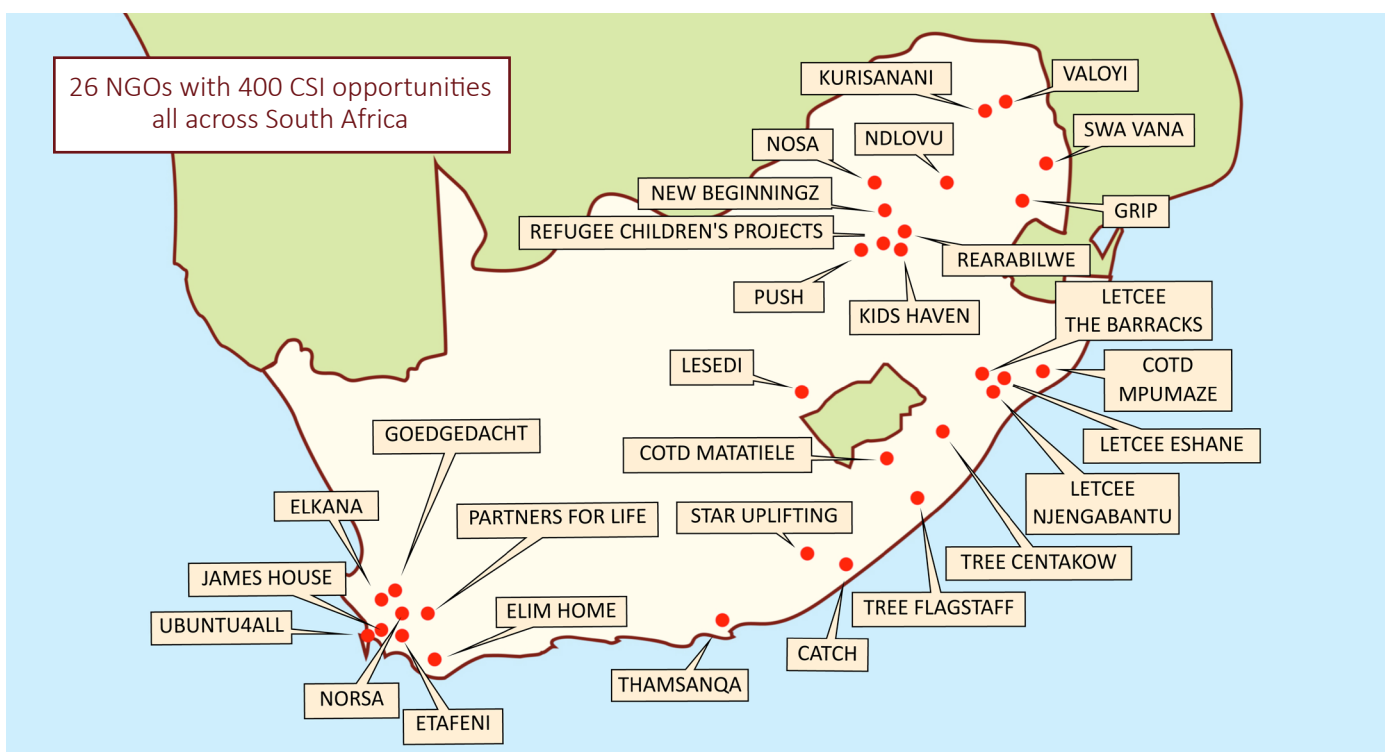 26 NGOs with 400 CSI opportunities
all across South Africa
KURISANANI
VALOYI
SWA VANA
NOSA
NDLOVU
NEW BEGINNINGZ
GRIP
REFUGEE CHILDREN'S PROJECTS
REARABILWE
PUSH
KIDS HAVEN
LETCEE
THE BARRACKS
LESEDI
COTD
MPUMAZE
GOEDGEDACHT
COTD MATATIELE
LETCEE ESHANE
ELKANA
PARTNERS FOR LIFE
STAR UPLIFTING
LETCEE
NJENGABANTU
TREE CENTAKOW
JAMES HOUSE
UBUNTU4ALL
ELIM HOME
TREE FLAGSTAFF
CATCH
THAMSANQA
NORSA
ETAFENI